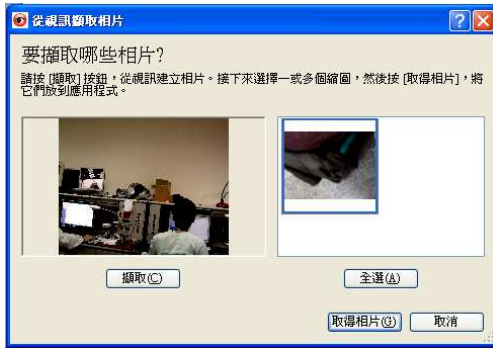 從視訊擷取相片
要擷取哪些相片?
請按 [擷取] 按鈕，從視訊建立相片。接下來選擇一或多個縮圖，然後按 [取得相片]，將
它們放到應用程式。
擷取(C)
全選(A)
取得相片(G)
取消